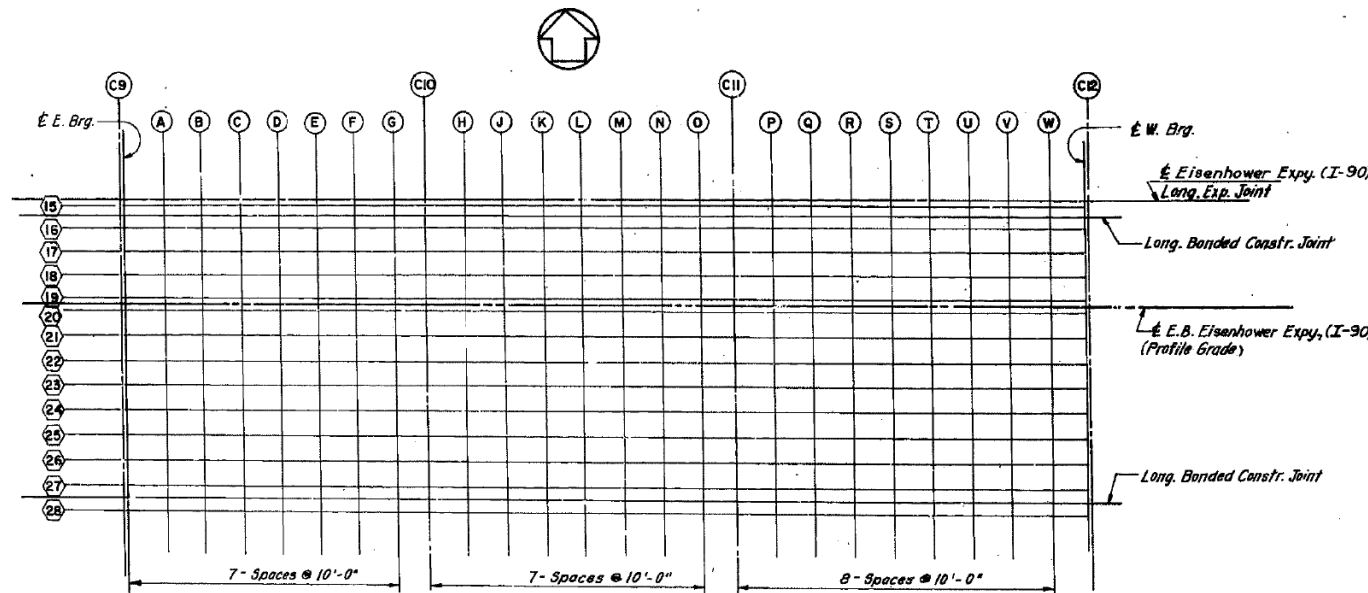 C9 C10 C11 C12
A B C D E F G H J K L M N O P Q R S T U V W
℄ E. Brg.
℄ W. Brg.
℄ Eisenhower Expy. (I-90)
Long. Exp. Joint
15
16
Long. Bonded Constr. Joint
17
18
19
20
℄ E.B. Eisenhower Expy, (I-90)
(Profile Grade)
21
22
23
24
25
26
27
Long. Bonded Constr. Joint
28
7 - Spaces @ 10'-0" 7 - Spaces @ 10'-0" 8 - Spaces @ 10'-0"